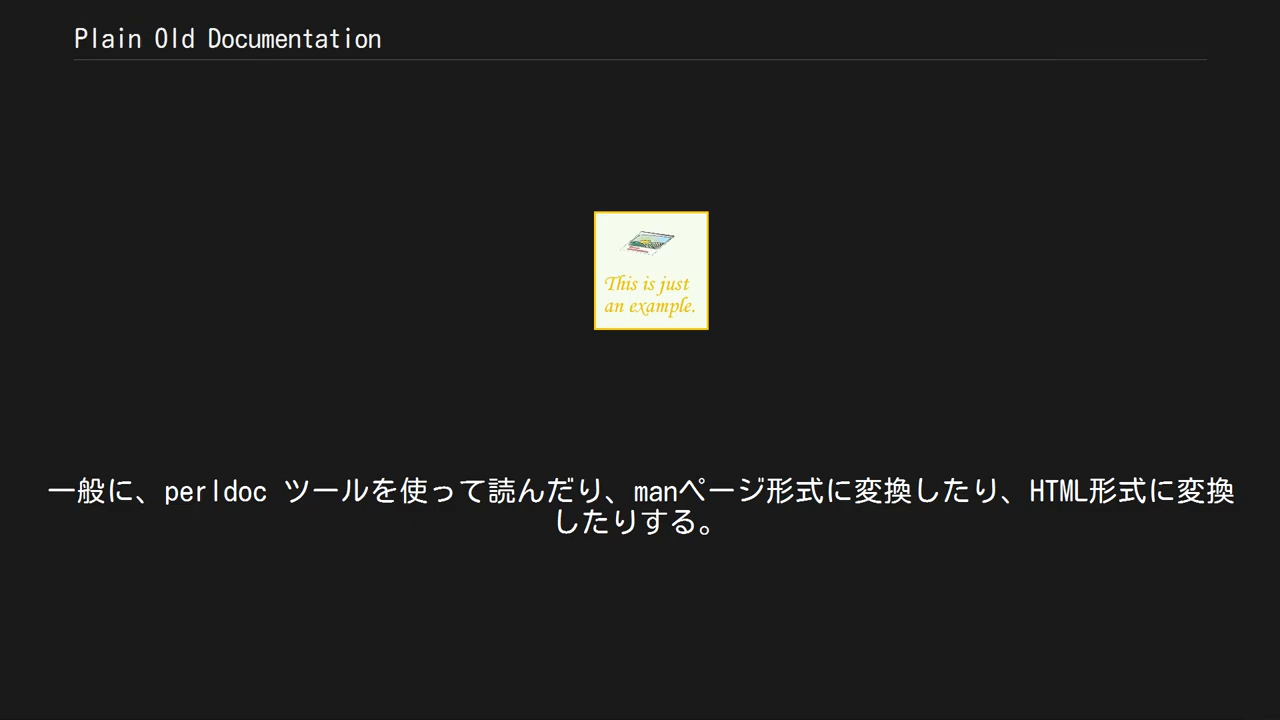 Plain Old Documentation
This is just
an example.
一般に、perldoc ツールを使って読んだり、manページ形式に変換したり、HTML形式に変換
したりする。